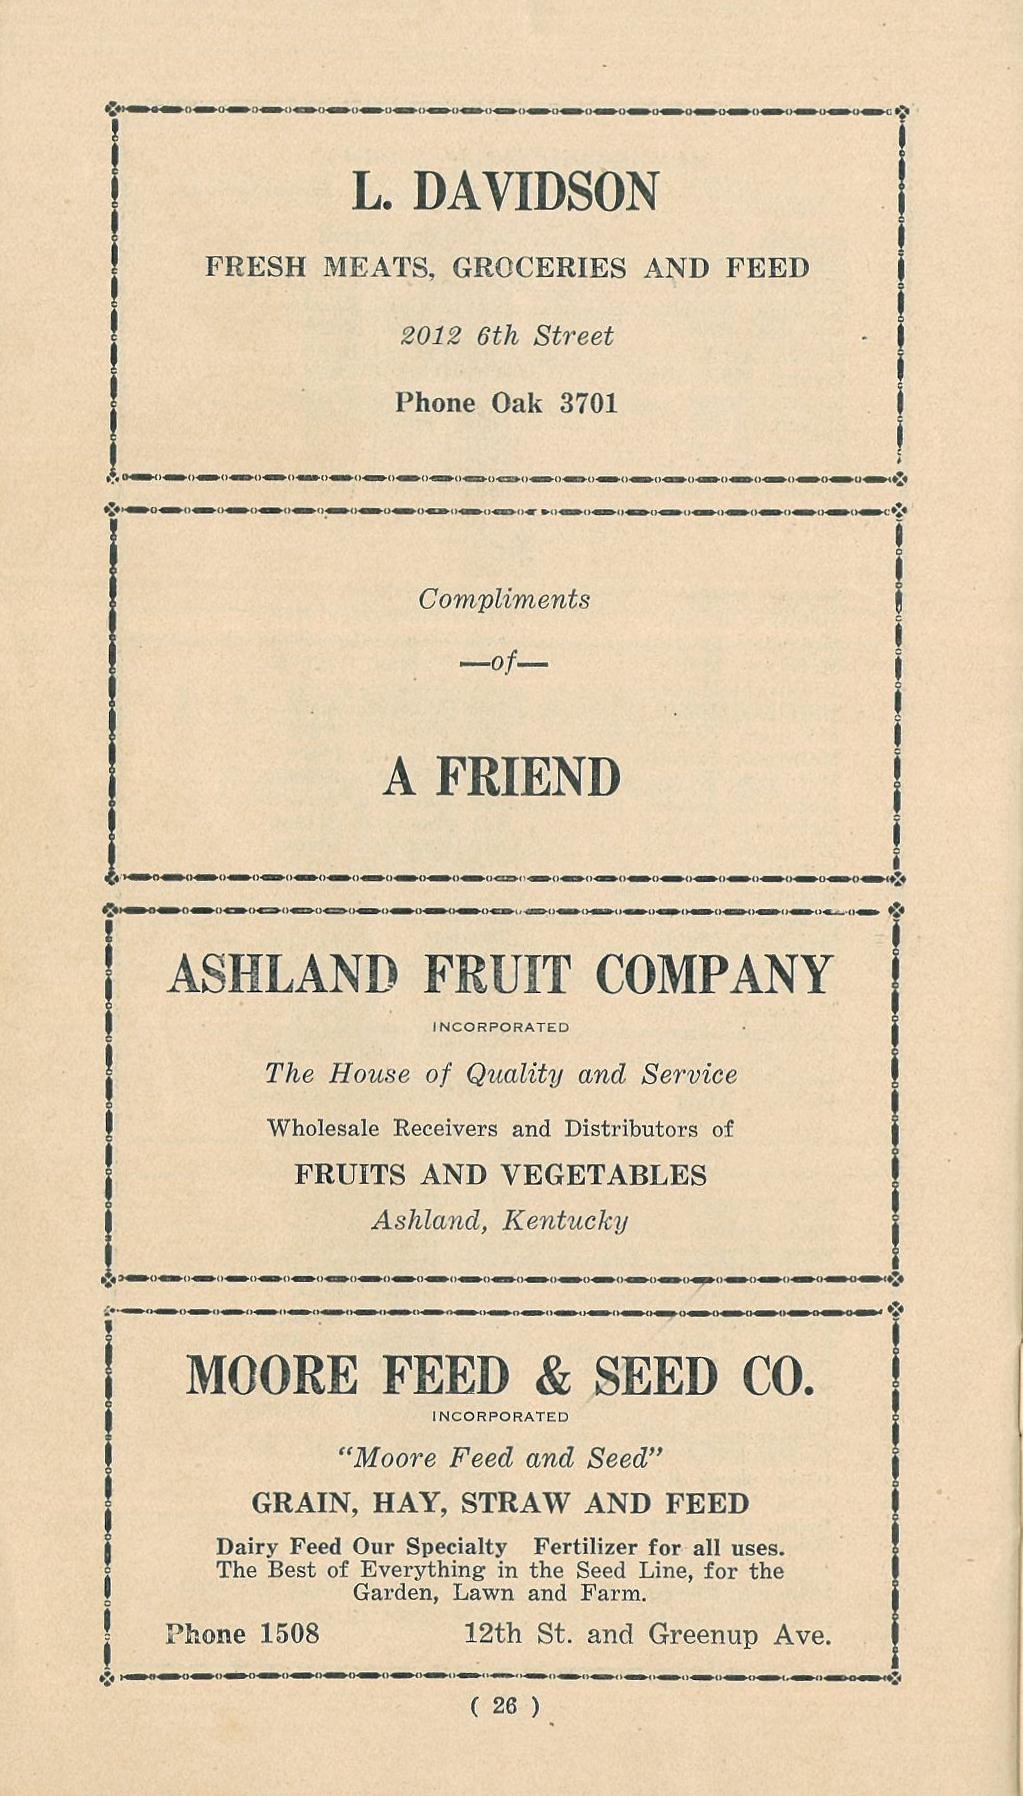 L. DAVIDSON
FRESH MEATS, GROCERIES AND FEED
2012 6th Street
Phone Oak 3701
Compliments
—of—
A FRIEND
ASHLAND FRUIT COMPANY
INCORPORATED
The House of Quality and Service
Wholesale Receivers and Distributors of
FRUITS AND VEGETABLES
Ashland, Kentucky
MOORE FEED & SEED CO.
INCORPORATED
“Moore Feed and Seed”
GRAIN, HAY, STRAW AND FEED
Dairy Feed Our Specialty Fertilizer for all uses.
The Best of Everything in the Seed Line, for the
Garden, Lawn and Farm.
Phone 1508 12th St. and Greenup Ave.
( 26 )